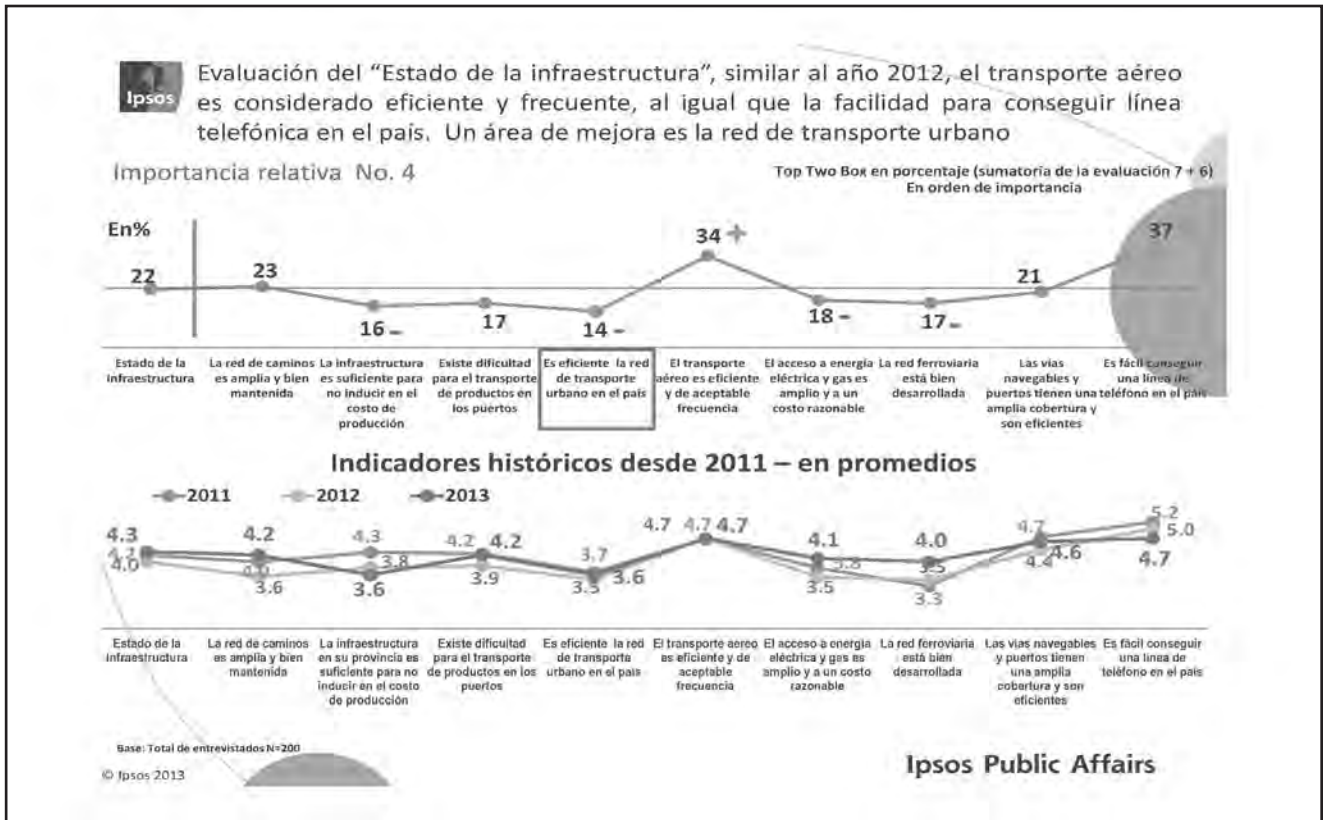 Ipsos
Evaluación del “Estado de la infraestructura”, similar al año 2012, el transporte aéreo
es considerado eficiente y frecuente, al igual que la facilidad para conseguir línea
telefónica en el país. Un área de mejora es la red de transporte urbano
Importancia relativa No. 4
Top Two Box en porcentaje (sumatoria de la evaluación 7 + 6)
En orden de importancia
En%
22
23
16 –
17
14 –
34 +
18 –
17 –
21
37
Estado de la
infraestructura
La red de caminos
es amplia y bien
mantenida
La infraestructura
es suficiente para
no inducir en el
costo de
producción
Existe dificultad
para el transporte
de productos en
los puertos
Es eficiente la red
de transporte
urbano en el país
El transporte
aéreo es eficiente
y de aceptable
frecuencia
El acceso a energía
eléctrica y gas es
amplio y a un
costo razonable
La red ferroviaria
está bien
desarrollada
Las vías
navegables y
puertos tienen una
amplia cobertura y
son eficientes
Es fácil conseguir
una línea de
teléfono en el país
Indicadores históricos desde 2011 – en promedios
2011 2012 2013
4.3
4.2
4.0
4.2
4.0
3.6
4.3
3.8
3.6
4.2
4.2
3.9
3.7
3.6
3.5
4.7
4.7
4.7
4.1
3.8
3.5
4.0
3.5
3.3
4.7
4.6
4.4
5.2
5.0
4.7
Estado de la
infraestructura
La red de caminos
es amplia y bien
mantenida
La infraestructura
en su provincia es
suficiente para no
inducir en el costo
de producción
Existe dificultad
para el transporte
de productos en los
puertos
Es eficiente la red
de transporte
urbano en el país
El transporte aereo
es eficiente y de
aceptable
frecuencia
El acceso a energía
eléctrica y gas es
amplio y a un costo
razonable
La red ferroviaria
está bien
desarrollada
Las vías navegables
y puertos tienen
una amplia
cobertura y son
eficientes
Es fácil conseguir
una línea de
teléfono en el país
Base: Total de entrevistados N=200
© Ipsos 2013
Ipsos Public Affairs